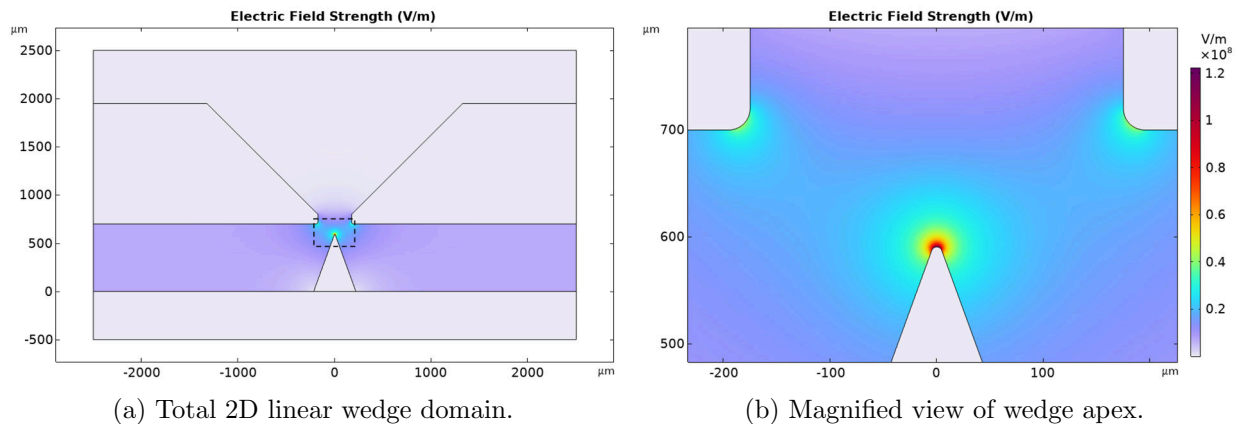 Electric Field Strength (V/m)
µm
2500
2000
1500
1000
500
0
-500
-2000 -1000 0 1000 2000 µm
(a) Total 2D linear wedge domain.
Electric Field Strength (V/m)
µm
700
600
500
-200 -100 0 100 µm
V/m
×10⁸
1.2
1
0.8
0.6
0.4
0.2
(b) Magnified view of wedge apex.